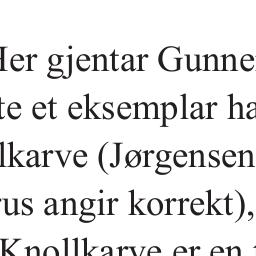 Her gjentar Gunne
te et eksemplar ha
lkarve (Jørgensen
rus angir korrekt),
Knollkarve er en